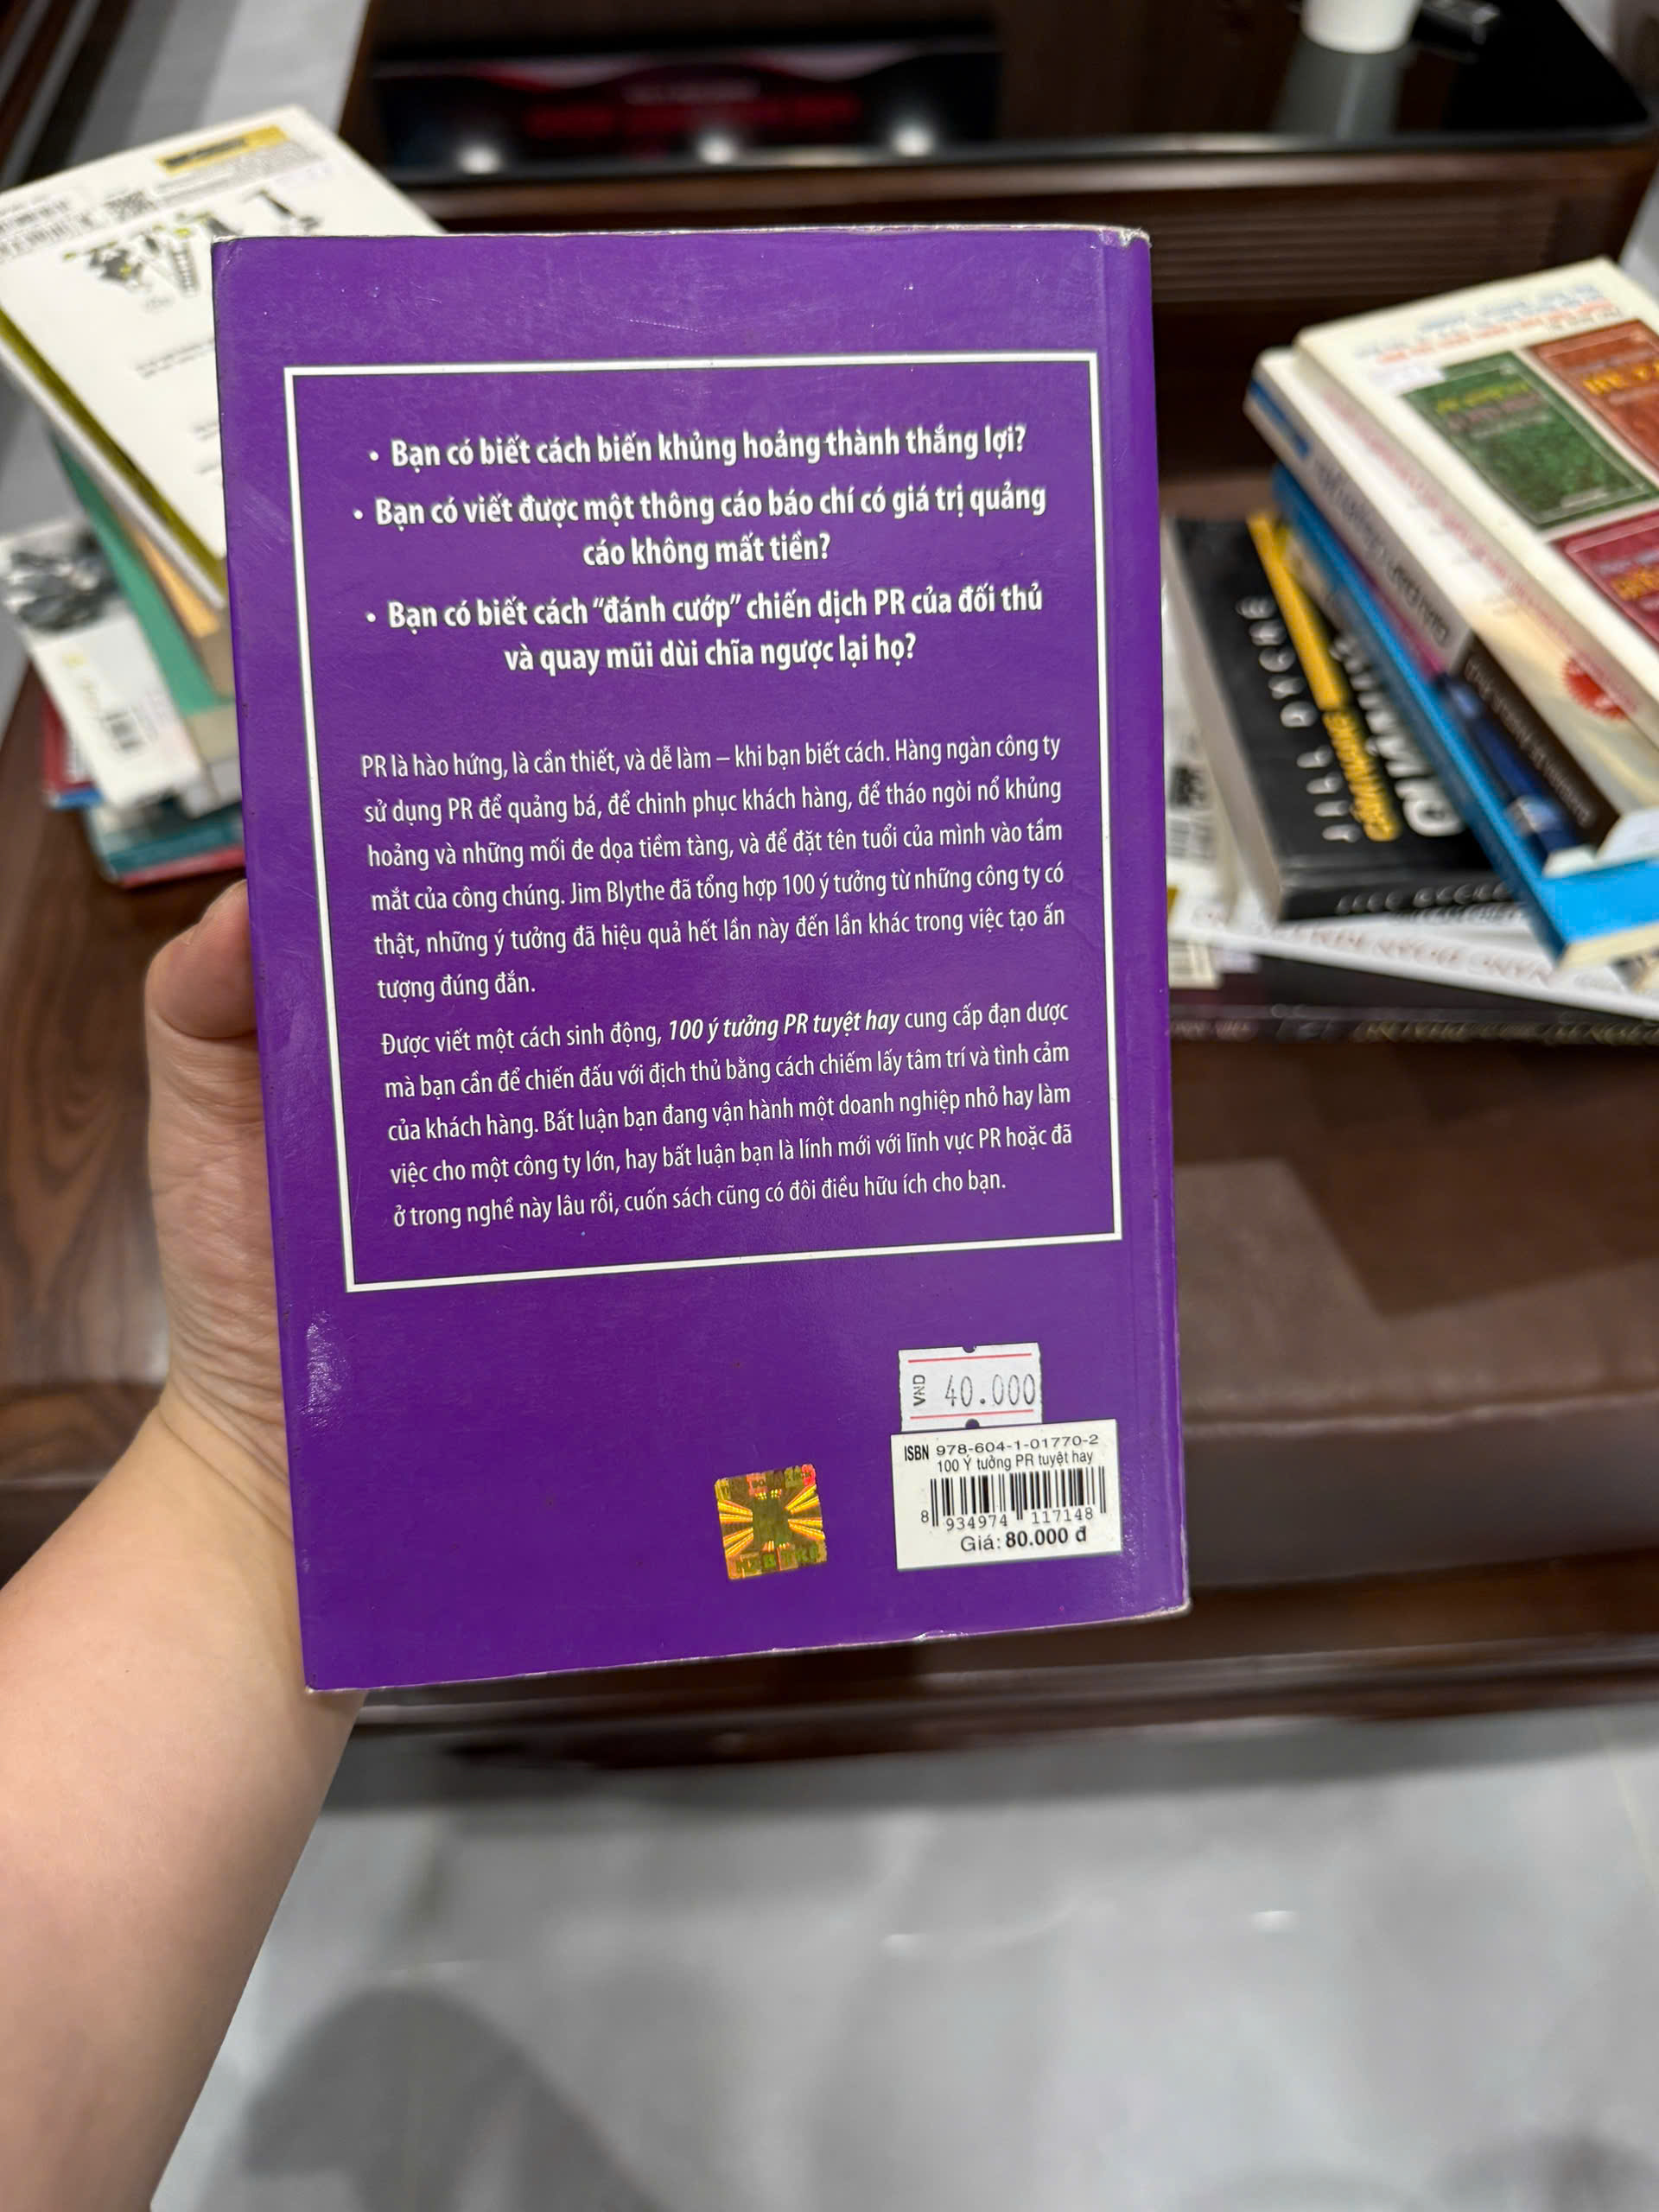 • Bạn có biết cách biến khủng hoảng thành thắng lợi?
• Bạn có viết được một thông cáo báo chí có giá trị quảng
cáo không mất tiền?
• Bạn có biết cách “đánh cướp” chiến dịch PR của đối thủ
và quay mũi dùi chĩa ngược lại họ?
PR là hào hứng, là cần thiết, và dễ làm – khi bạn biết cách. Hàng ngàn công ty
sử dụng PR để quảng bá, để chinh phục khách hàng, để tháo ngòi nổ khủng
hoảng và những mối đe dọa tiềm tàng, và để đặt tên tuổi của mình vào tầm
mắt của công chúng. Jim Blythe đã tổng hợp 100 ý tưởng từ những công ty có
thật, những ý tưởng đã hiệu quả hết lần này đến lần khác trong việc tạo ấn
tượng đúng đắn.
Được viết một cách sinh động, 100 ý tưởng PR tuyệt hay cung cấp đạn dược
mà bạn cần để chiến đấu với địch thủ bằng cách chiếm lấy tâm trí và tình cảm
của khách hàng. Bất luận bạn đang vận hành một doanh nghiệp nhỏ hay làm
việc cho một công ty lớn, hay bất luận bạn là lính mới với lĩnh vực PR hoặc đã
ở trong nghề này lâu rồi, cuốn sách cũng có đôi điều hữu ích cho bạn.
VND 40.000
ISBN 978-604-1-01770-2
100 Ý tưởng PR tuyệt hay
8 934974 117148
Giá: 80.000 đ
JILL DYCHÉ
CẨM NANG